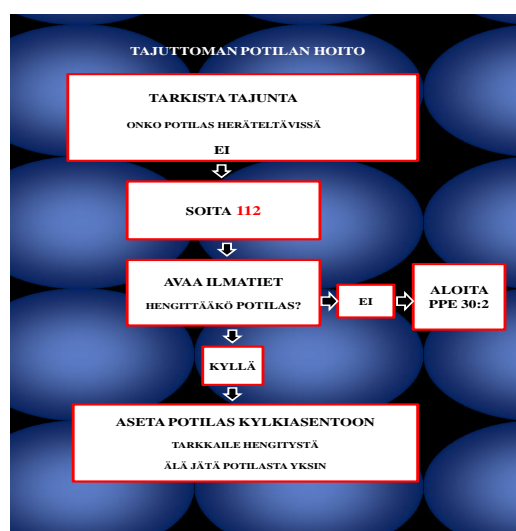 TAJUTTOMAN POTILAN HOITO
TARKISTA TAJUNTA
ONKO POTILAS HERÄTELTÄVISSÄ
EI
SOITA 112
AVAA ILMATIET
HENGITTÄÄKÖ POTILAS?
EI
ALOITA
PPE 30:2
KYLLÄ
ASETA POTILAS KYLKIASENTOON
TARKKAILE HENGITYSTÄ
ÄLÄ JÄTÄ POTILASTA YKSIN